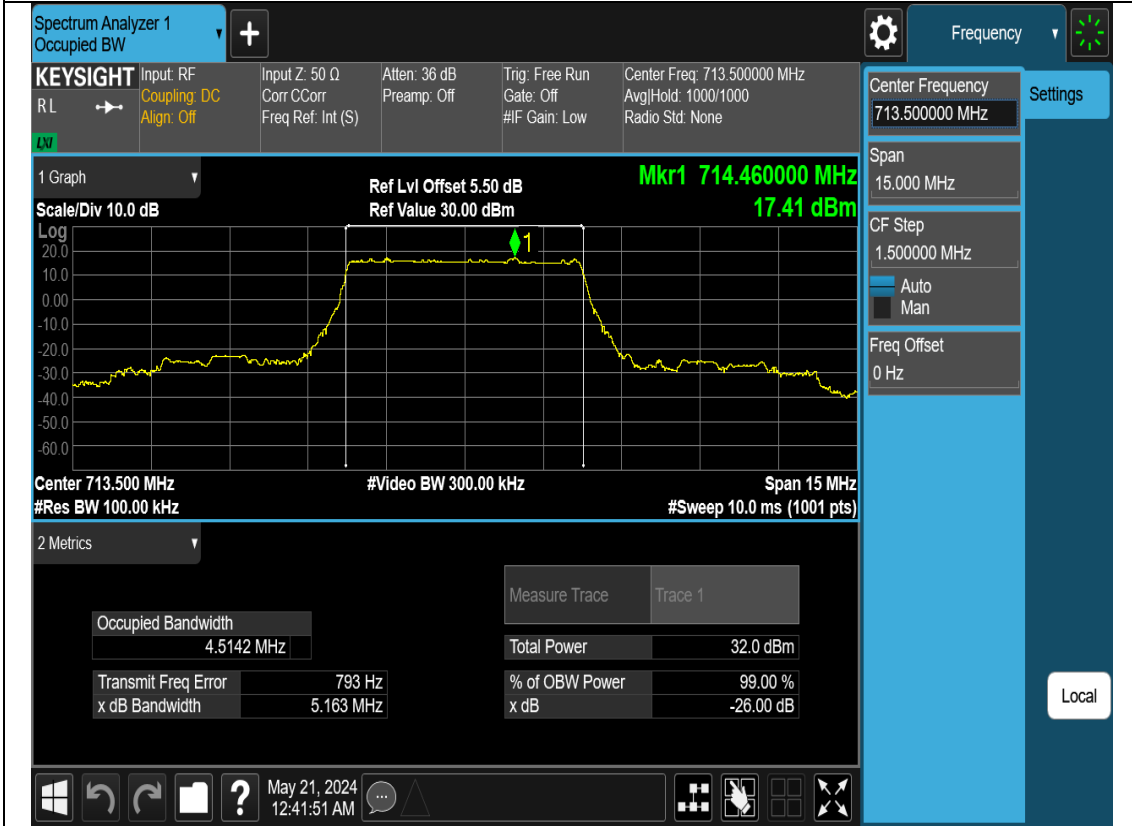 Spectrum Analyzer 1
Occupied BW
+
Frequency
KEYSIGHT
R L
LXI
Input: RF
Coupling: DC
Align: Off
Input Z: 50 Ω
Corr CCorr
Freq Ref: Int (S)
Atten: 36 dB
Preamp: Off
Trig: Free Run
Gate: Off
#IF Gain: Low
Center Freq: 713.500000 MHz
Avg|Hold: 1000/1000
Radio Std: None
Center Frequency
713.500000 MHz
Settings
Span
15.000 MHz
CF Step
1.500000 MHz
Auto
Man
Freq Offset
0 Hz
Local
1 Graph
Scale/Div 10.0 dB
Ref Lvl Offset 5.50 dB
Ref Value 30.00 dBm
Mkr1 714.460000 MHz
17.41 dBm
Log
1
20.0
10.0
0.00
-10.0
-20.0
-30.0
-40.0
-50.0
-60.0
Center 713.500 MHz
#Video BW 300.00 kHz
Span 15 MHz
#Res BW 100.00 kHz
#Sweep 10.0 ms (1001 pts)
2 Metrics
Measure Trace Trace 1
Occupied Bandwidth
4.5142 MHz
Total Power 32.0 dBm
Transmit Freq Error 793 Hz
% of OBW Power 99.00 %
x dB Bandwidth 5.163 MHz
x dB -26.00 dB
?
May 21, 2024
12:41:51 AM